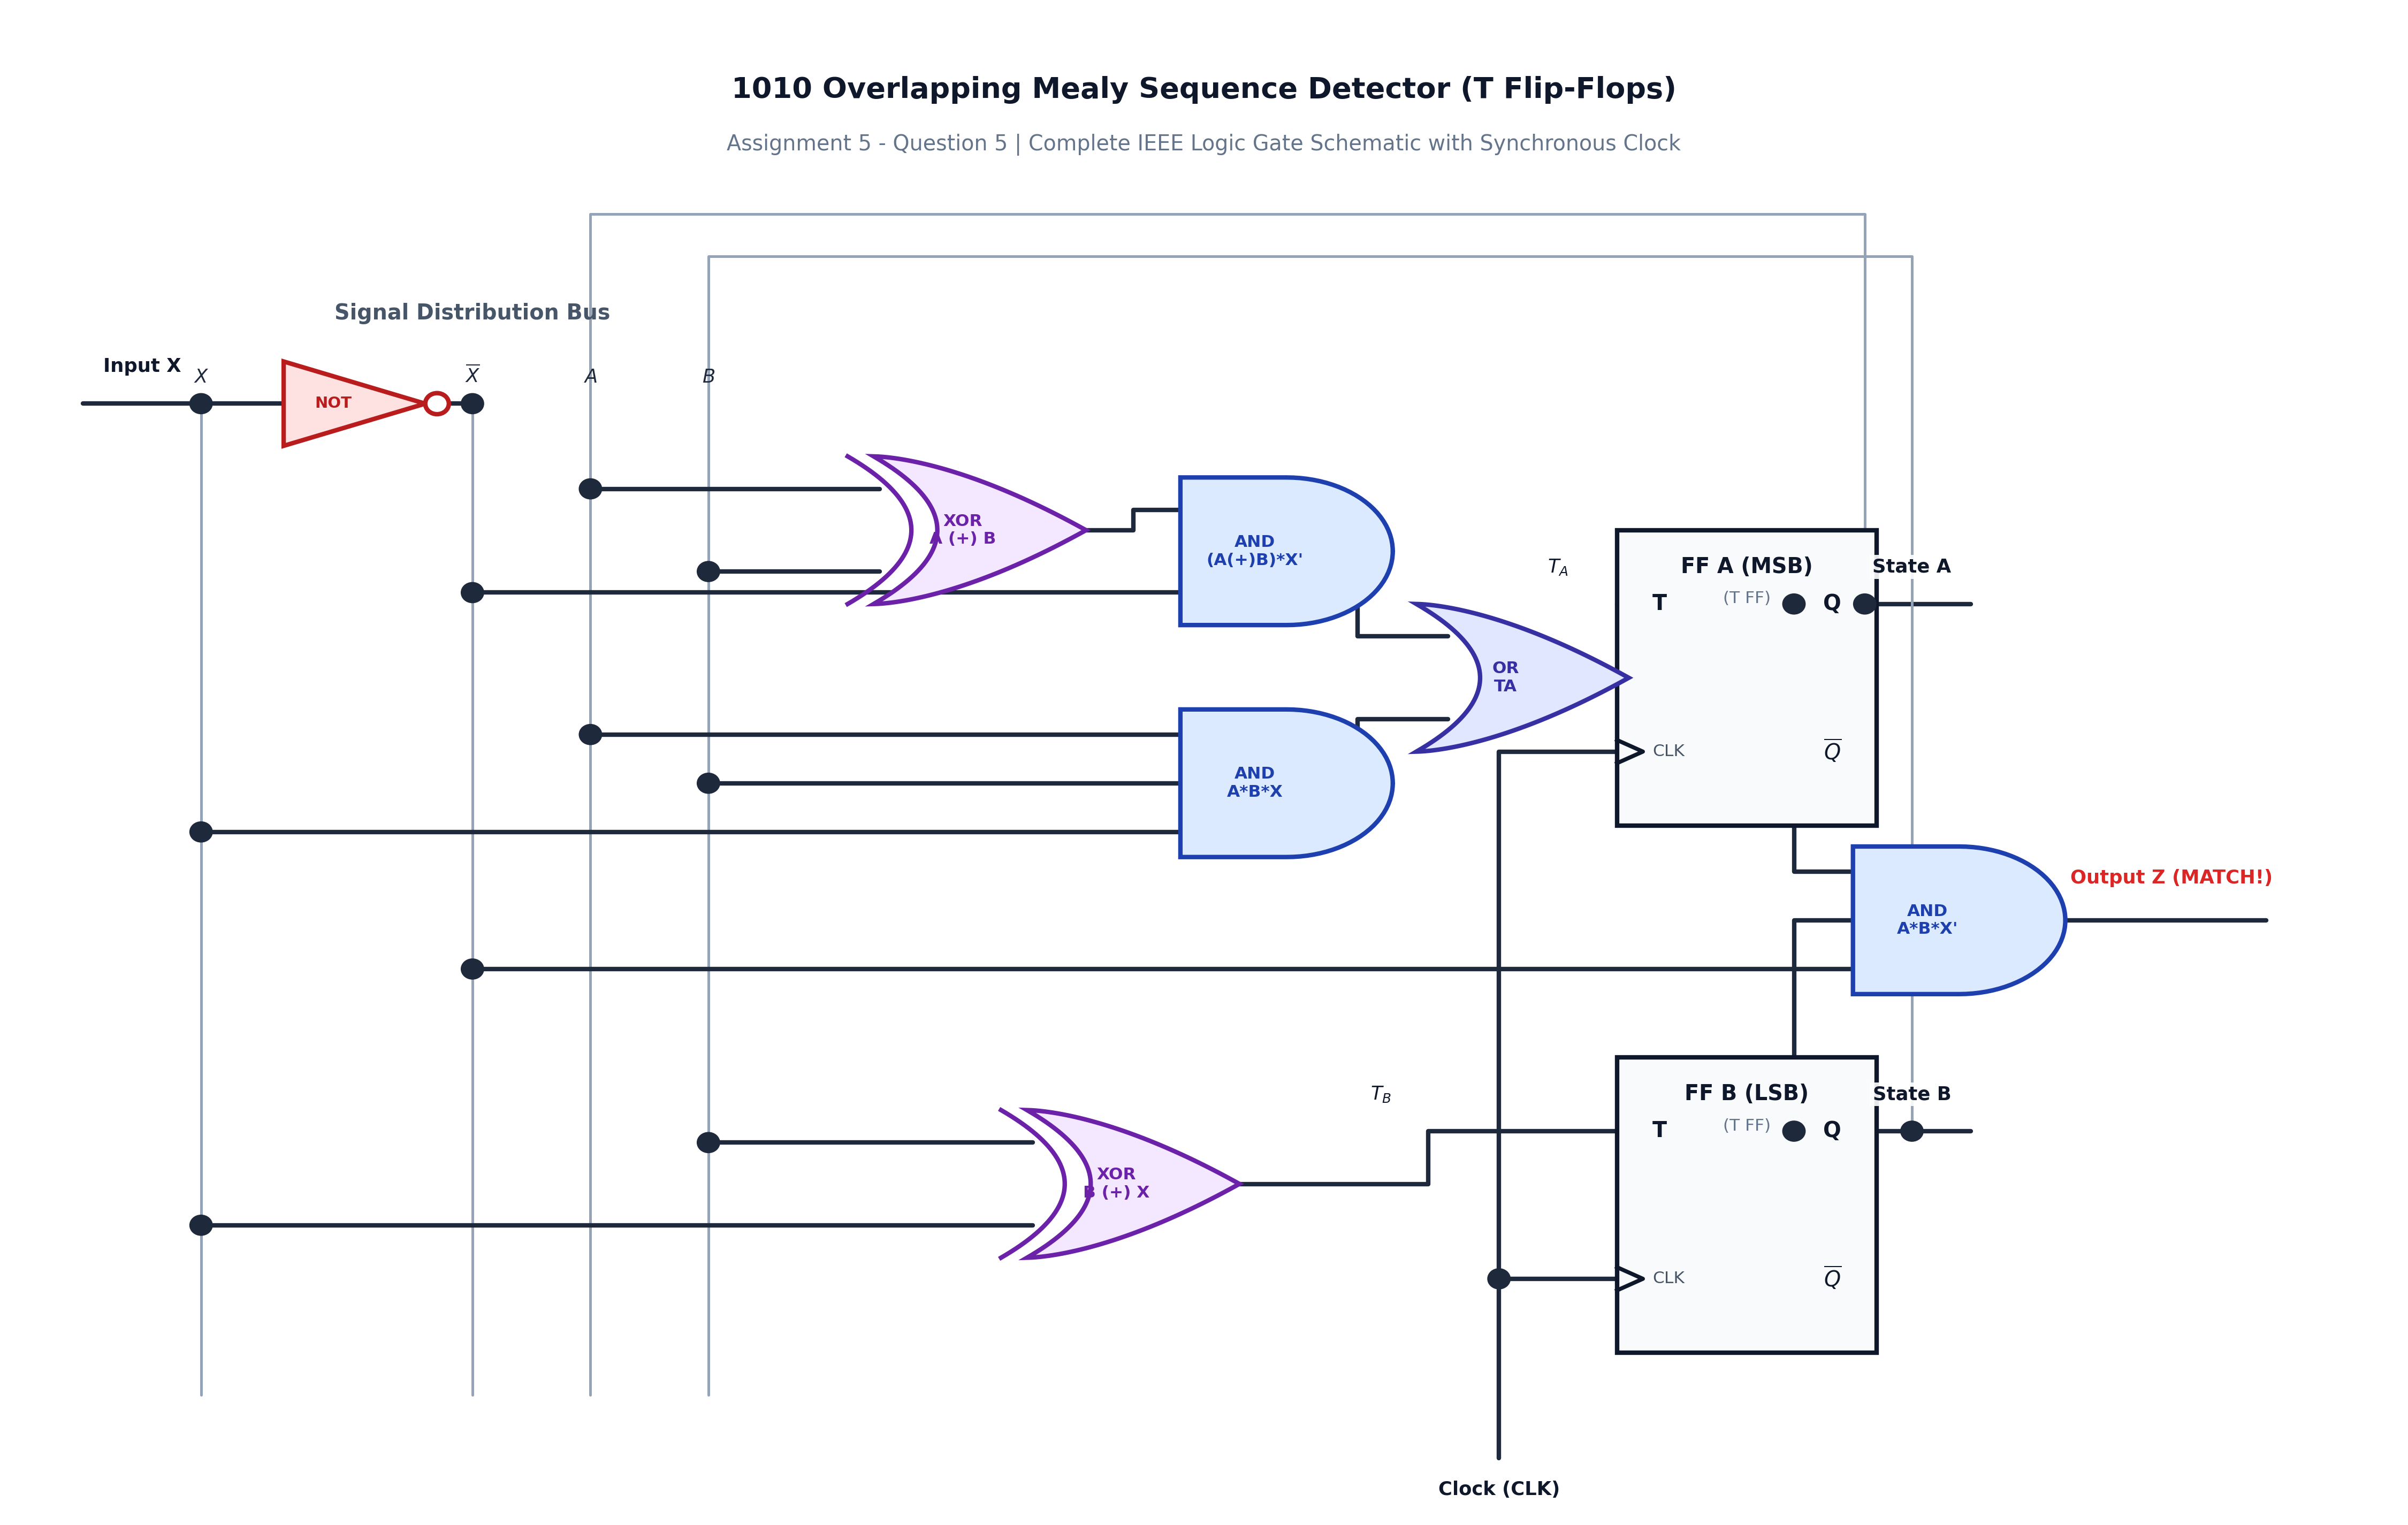 1010 Overlapping Mealy Sequence Detector (T Flip-Flops)
Assignment 5 - Question 5 | Complete IEEE Logic Gate Schematic with Synchronous Clock
Signal Distribution Bus
Input X
X
NOT
X̅
A
B
XOR
A (+) B
AND
(A(+)B)*X'
T_A
OR
TA
AND
A*B*X
FF A (MSB)
T
(T FF)
Q
State A
CLK
Q̅
AND
A*B*X'
Output Z (MATCH!)
XOR
B (+) X
T_B
FF B (LSB)
T
(T FF)
Q
State B
CLK
Q̅
Clock (CLK)